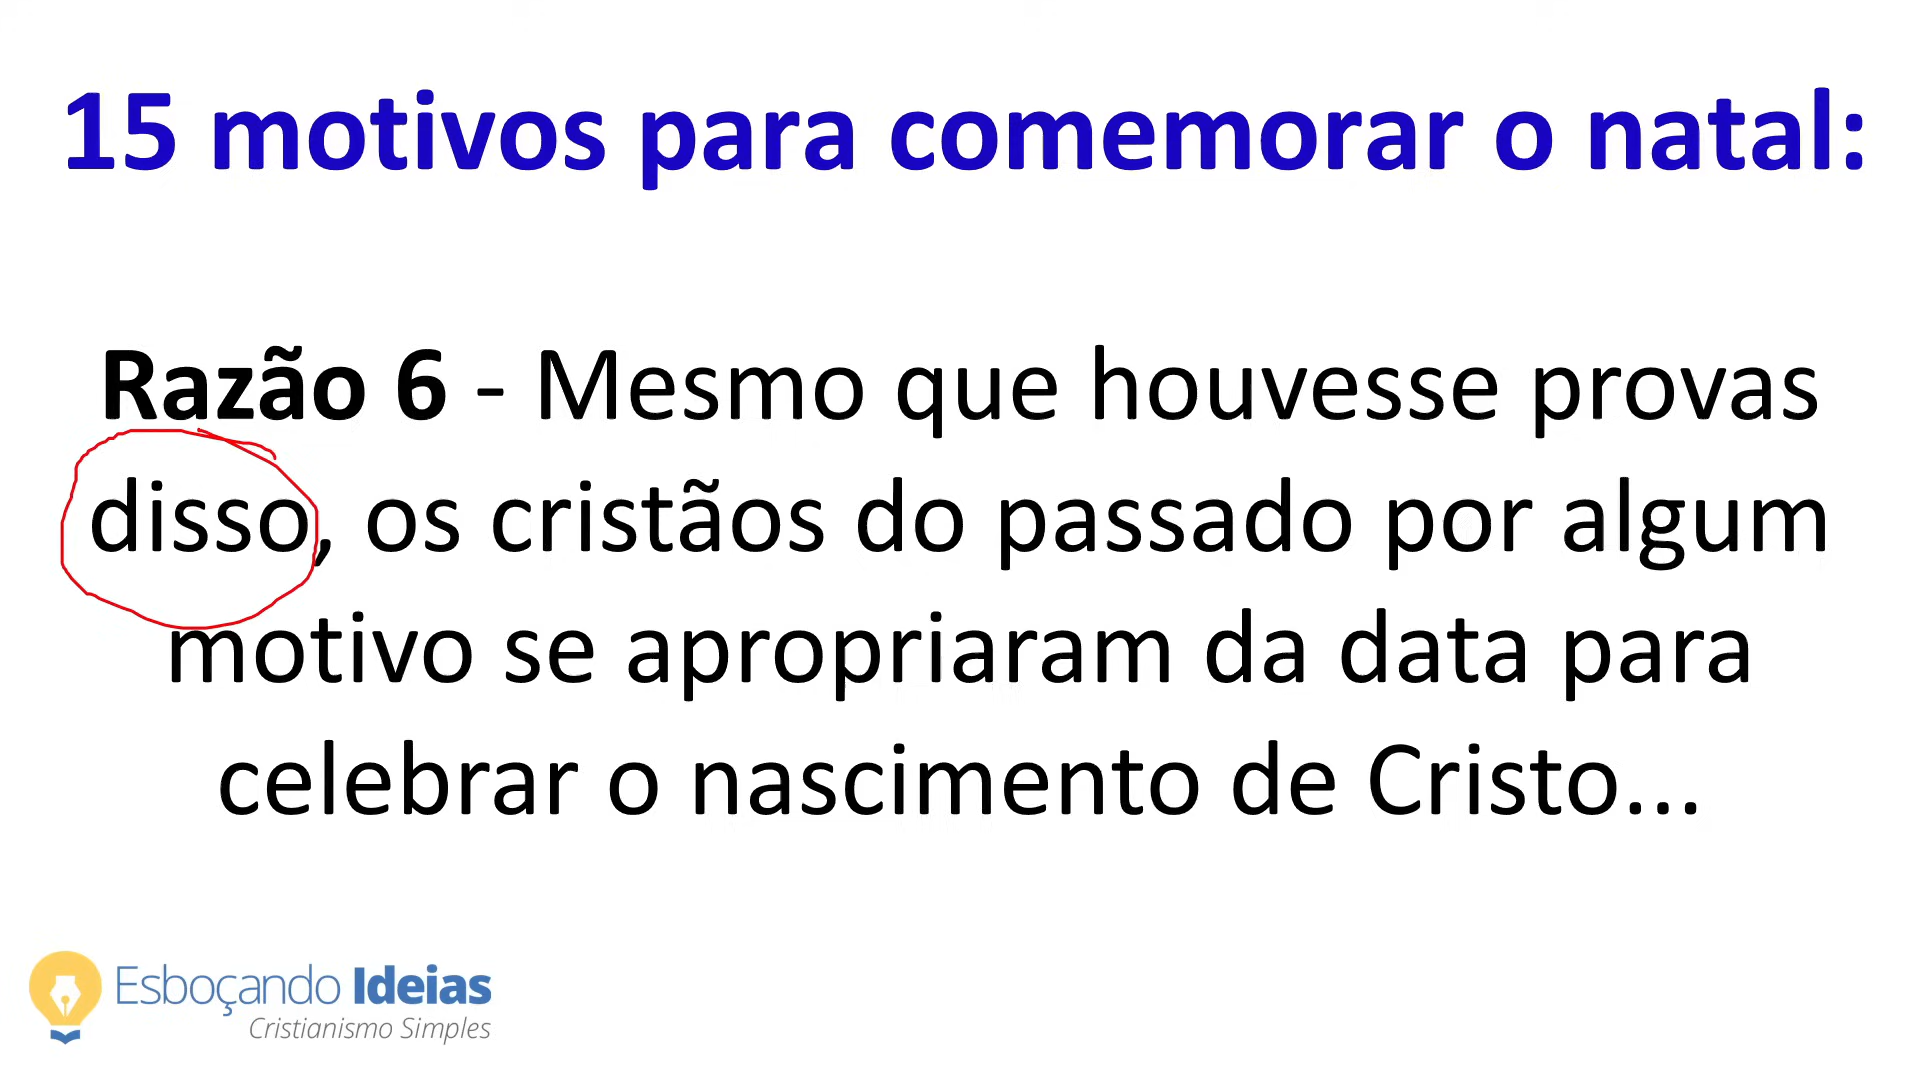 15 motivos para comemorar o natal:
Razão 6 - Mesmo que houvesse provas
disso, os cristãos do passado por algum
motivo se apropriaram da data para
celebrar o nascimento de Cristo...
Esboçando Ideias
Cristianismo Simples